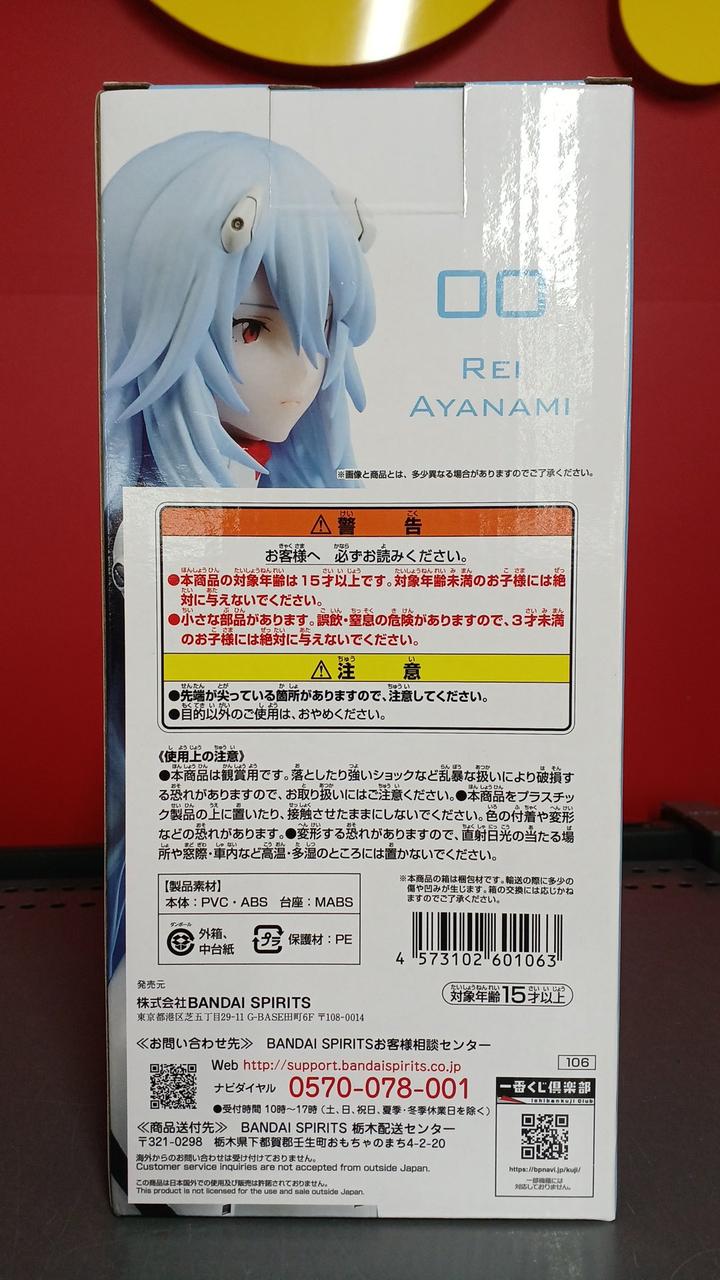 00
REI
AYANAMI
※画像と商品とは、多少異なる場合がありますのでご了承ください。
⚠警告
お客様へ 必ずお読みください。
●本商品の対象年齢は15才以上です。対象年齢未満のお子様には絶
対に与えないでください。
●小さな部品があります。誤飲・窒息の危険がありますので、3才未満
のお子様には絶対に与えないでください。
⚠注意
●先端が尖っている箇所がありますので、注意してください。
●目的以外のご使用は、おやめください。
《使用上の注意》
●本商品は観賞用です。落としたり強いショックなど乱暴な扱いにより破損す
る恐れがありますので、お取り扱いにはご注意ください。●本商品をプラスチッ
ク製品の上に置いたり、接触させたままにしないでください。色の付着や変形
などの恐れがあります。●変形する恐れがありますので、直射日光の当たる場
所や窓際・車内など高温・多湿のところには置かないでください。
【製品素材】
本体：PVC・ABS 台座：MABS
ダンボール
外箱、
中台紙
プラ
保護材：PE
※本商品の箱は梱包材です。輸送の際に多少の
傷や凹みが生じます。箱の交換には応じかね
ますのでご了承ください。
4 573102 601063
対象年齢15才以上
発売元
株式会社BANDAI SPIRITS
東京都港区芝五丁目29-11 G-BASE田町6F 〒108-0014
≪お問い合わせ先≫ BANDAI SPIRITSお客様相談センター
Web http://support.bandaispirits.co.jp
ナビダイヤル 0570-078-001
●受付時間 10時～17時（土、日、祝日、夏季・冬季休業日を除く）
≪商品送付先≫ BANDAI SPIRITS 栃木配送センター
〒321-0298 栃木県下都賀郡壬生町おもちゃのまち4-2-20
海外からのお問い合わせは受け付けておりません。
Customer service inquiries are not accepted from outside Japan.
この商品は日本国外での使用及び販売は許諾されておりません。
This product is not licensed for the use and sale outside Japan.
106
一番くじ倶楽部
Ichibankuji Club
https://bpnavi.jp/kuji/
一部機種には
対応しておりません。